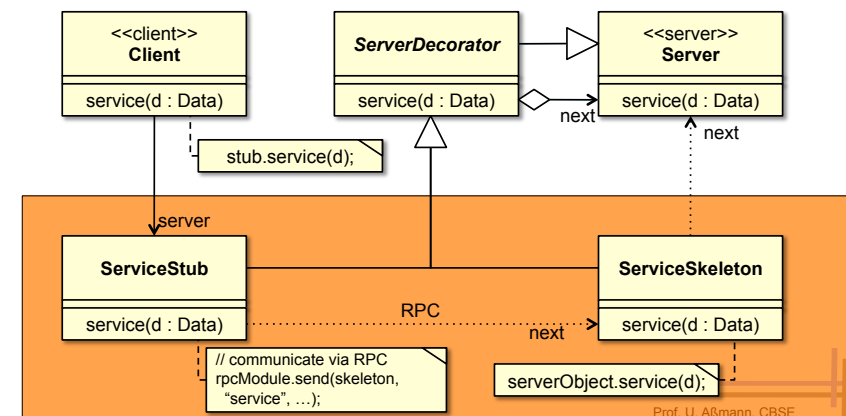 <<client>>
Client
service(d : Data)
ServerDecorator
service(d : Data)
<<server>>
Server
service(d : Data)
next
next
stub.service(d);
server
ServiceStub
service(d : Data)
RPC
next
ServiceSkeleton
service(d : Data)
// communicate via RPC
rpcModule.send(skeleton,
“service”, …);
serverObject.service(d);
Prof. U. Aßmann, CBSE